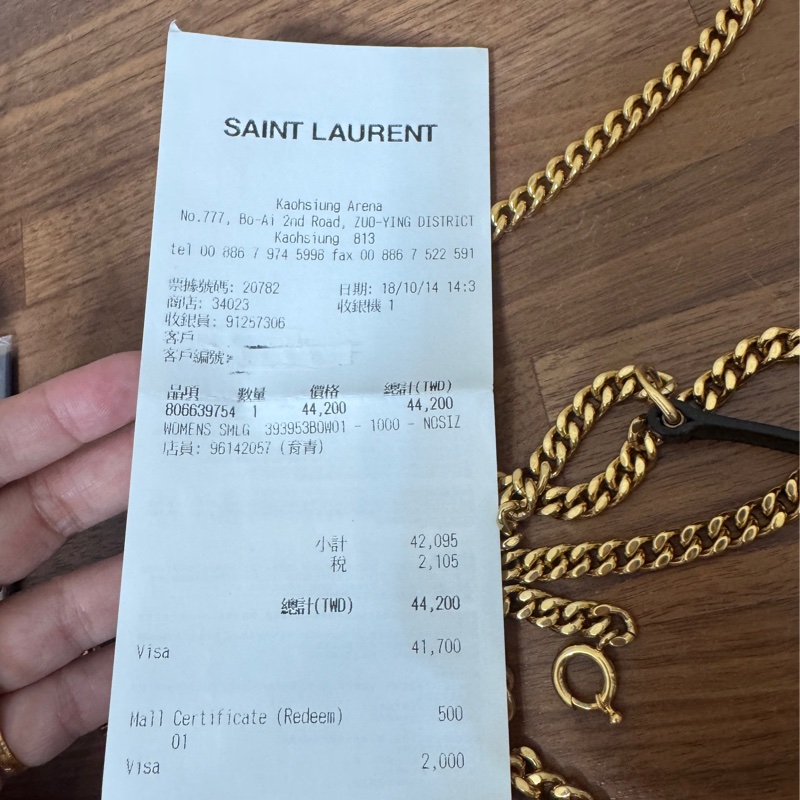 SAINT LAURENT
Kaohsiung Arena
No.777, Bo-Ai 2nd Road, ZUO-YING DISTRICT
Kaohsiung 813
tel 00 886 7 974 5998 fax 00 886 7 522 591
票據號碼: 20782 日期: 18/10/14 14:3
商店: 34023 收銀機 1
收銀員: 91257306
客戶
客戶編號:
品項 數量 價格 總計(TWD)
806639754 1 44,200 44,200
WOMENS SMLG 393953BOW01 - 1000 - NOSIZ
店員: 96142057
小計 42,095
稅 2,105
總計(TWD) 44,200
Visa 41,700
Mall Certificate (Redeem) 500
01
Visa 2,000